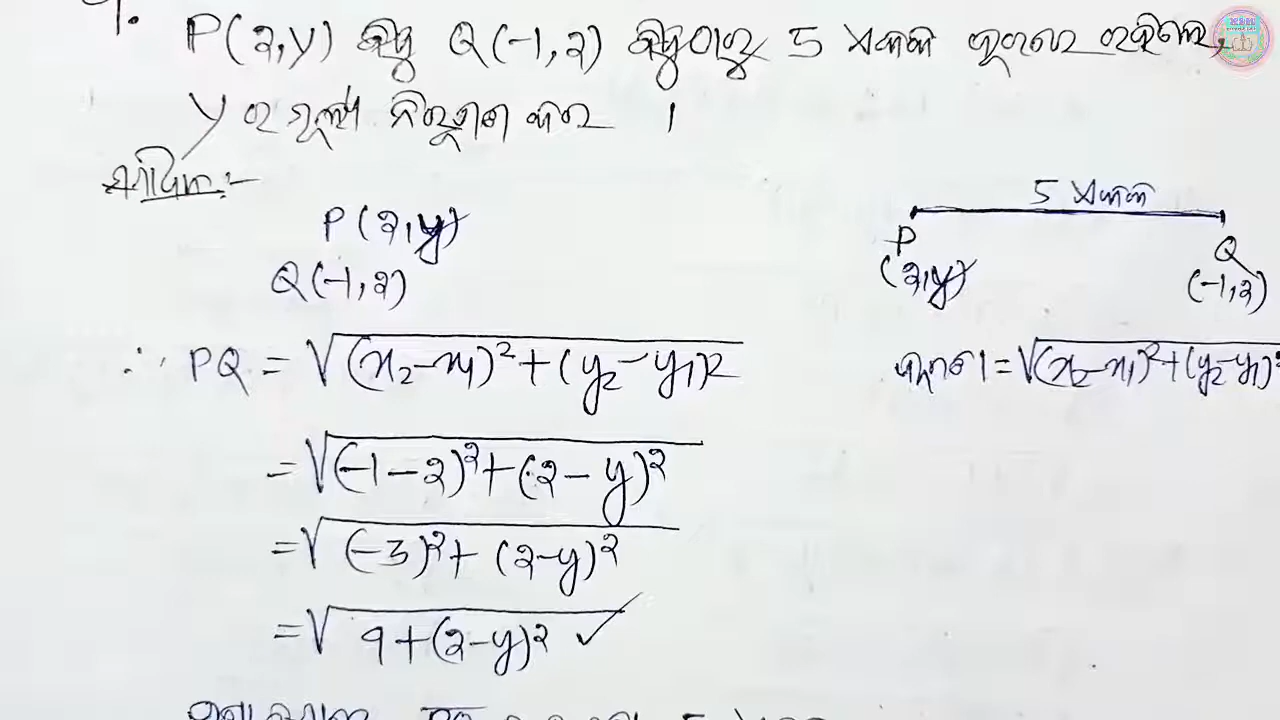 1. P(2,y) ବିନ୍ଦୁ Q(-1,2) ବିନ୍ଦୁଠାରୁ 5 ଏକକ ଦୂରରେ ରହିଲେ,
y ର ମୂଲ୍ୟ ନିରୂପଣ କର ।
ସମାଧାନ:-
5 ଏକକ
P(2,y)
P
Q
Q(-1,2)
(2,y)
(-1,2)
∴ PQ = √(x₂-x₁)²+(y₂-y₁)2
ଦୂରତା = √(x₂-x₁)²+(y₂-y₁)²
= √(-1-2)²+(2-y)²
= √(-3)²+(2-y)²
= √9+(2-y)² ✓